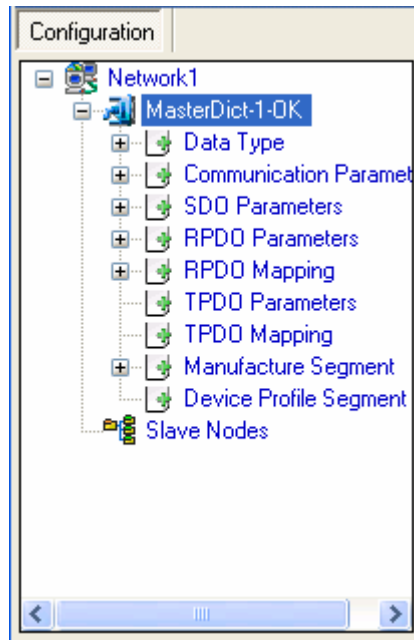 Configuration
Network1
MasterDict-1-OK
Data Type
Communication Paramet
SDO Parameters
RPDO Parameters
RPDO Mapping
TPDO Parameters
TPDO Mapping
Manufacture Segment
Device Profile Segment
Slave Nodes